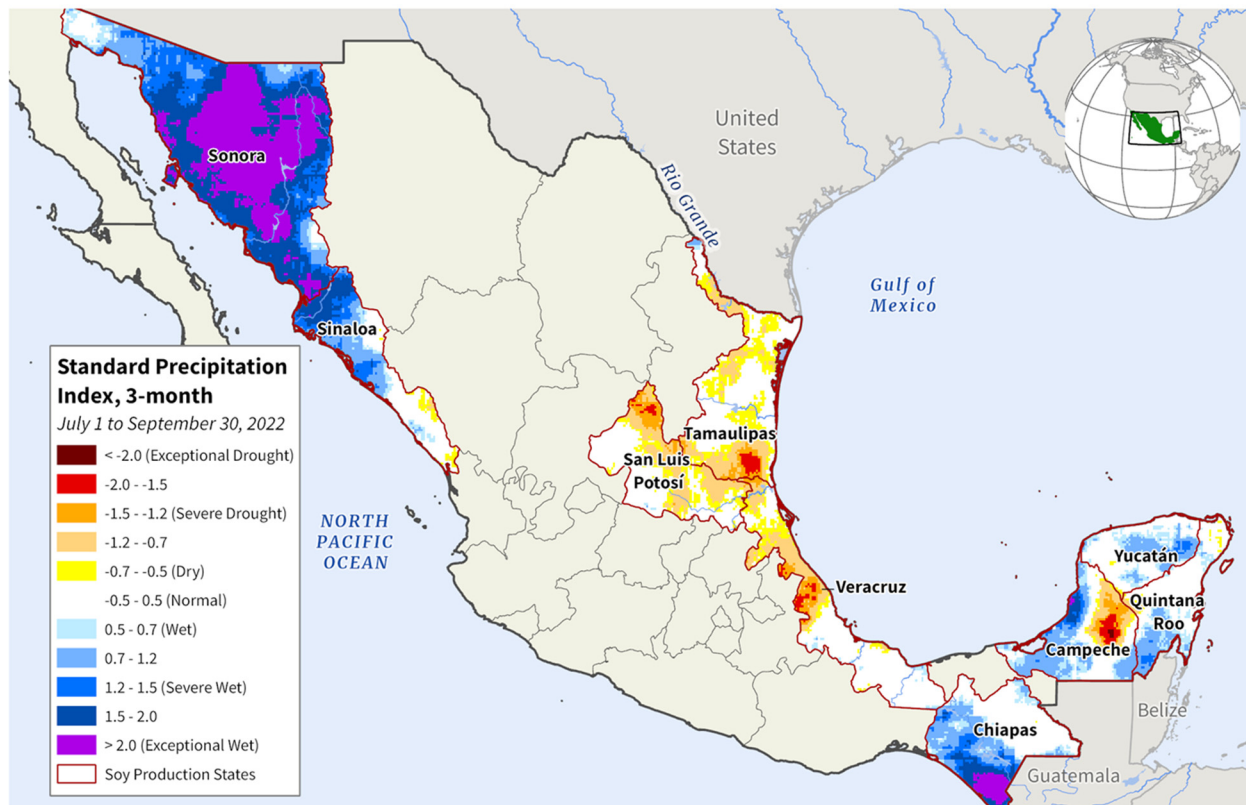 United
States
Rio Grande
Gulf of
Mexico
Sonora
Sinaloa
Standard Precipitation
Index, 3-month
July 1 to September 30, 2022
< -2.0 (Exceptional Drought)
-2.0 - -1.5
-1.5 - -1.2 (Severe Drought)
-1.2 - -0.7
-0.7 - -0.5 (Dry)
-0.5 - 0.5 (Normal)
0.5 - 0.7 (Wet)
0.7 - 1.2
1.2 - 1.5 (Severe Wet)
1.5 - 2.0
> 2.0 (Exceptional Wet)
Soy Production States
NORTH
PACIFIC
OCEAN
Tamaulipas
San Luis
Potosí
Veracruz
Yucatán
Quintana
Roo
Campeche
Belize
Chiapas
Guatemala